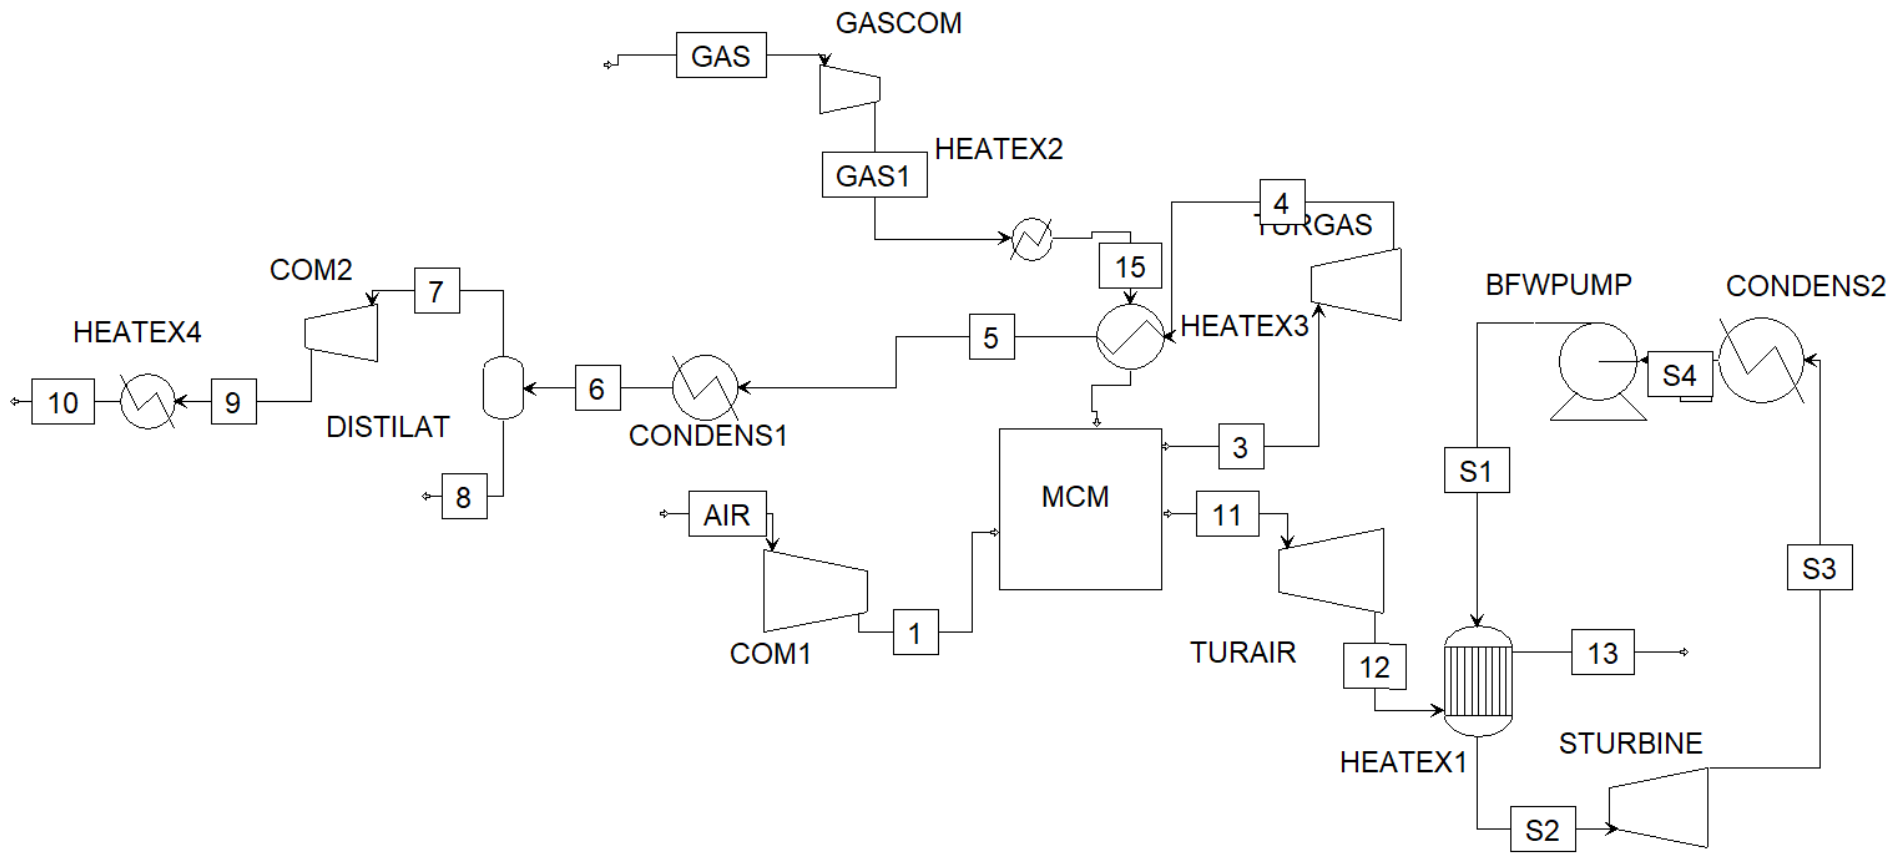 GASCOM
GAS
HEATEX2
GAS1
4
TURGAS
15
COM2
7
BFWPUMP
CONDENS2
HEATEX4
5
HEATEX3
S4
10
9
6
DISTILAT
CONDENS1
3
S1
8
AIR
MCM
11
S3
1
COM1
TURAIR
12
13
HEATEX1
STURBINE
S2